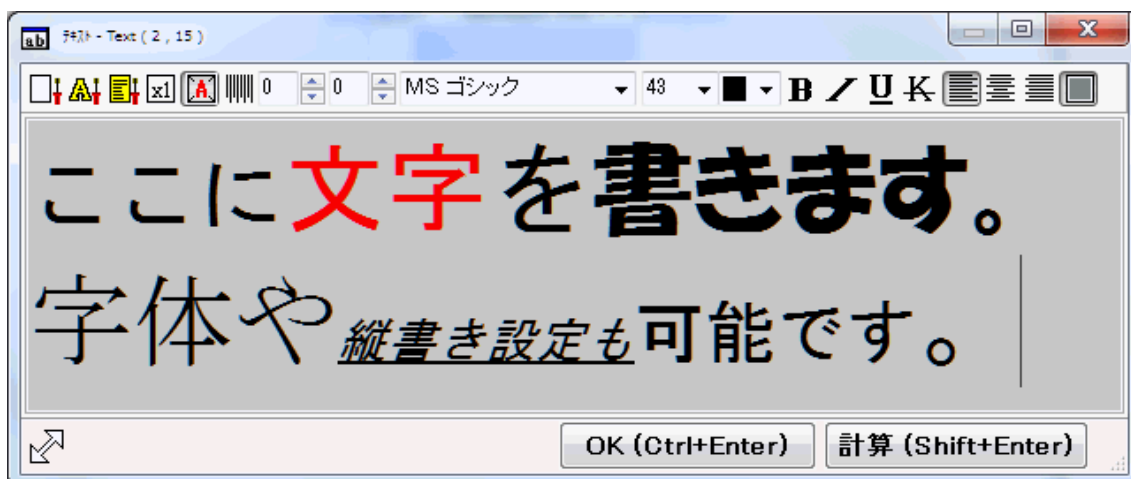 ab ﾃｷｽﾄ - Text ( 2 , 15 )
A x1 A 0 0 MS ゴシック 43 B I U K
ここに文字を書きます。
字体や縦書き設定も可能です。
OK (Ctrl+Enter) 計算 (Shift+Enter)